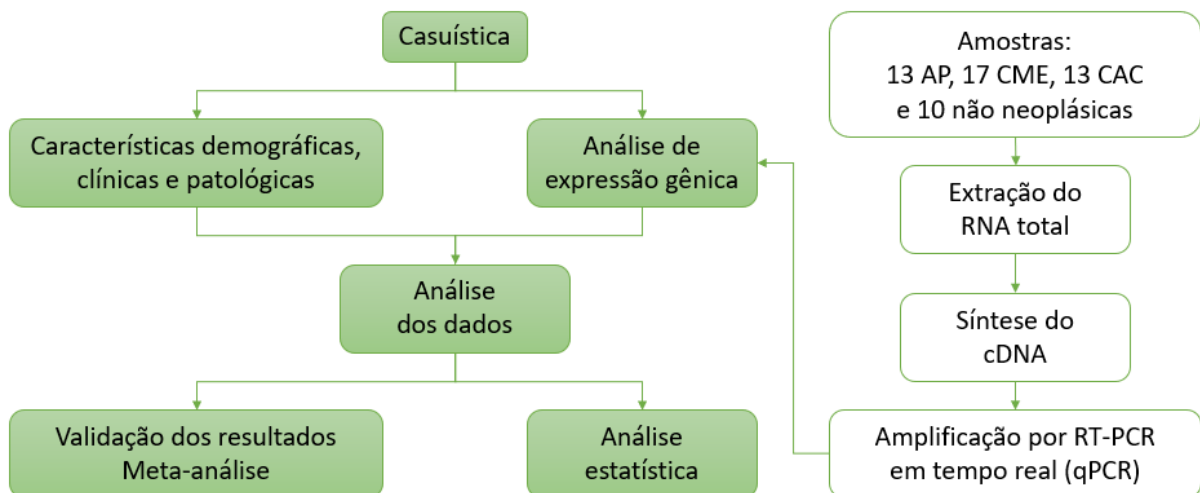 Casuística
Características demográficas,
clínicas e patológicas
Análise de
expressão gênica
Análise
dos dados
Validação dos resultados
Meta-análise
Análise
estatística
Amostras:
13 AP, 17 CME, 13 CAC
e 10 não neoplásicas
Extração do
RNA total
Síntese do
cDNA
Amplificação por RT-PCR
em tempo real (qPCR)